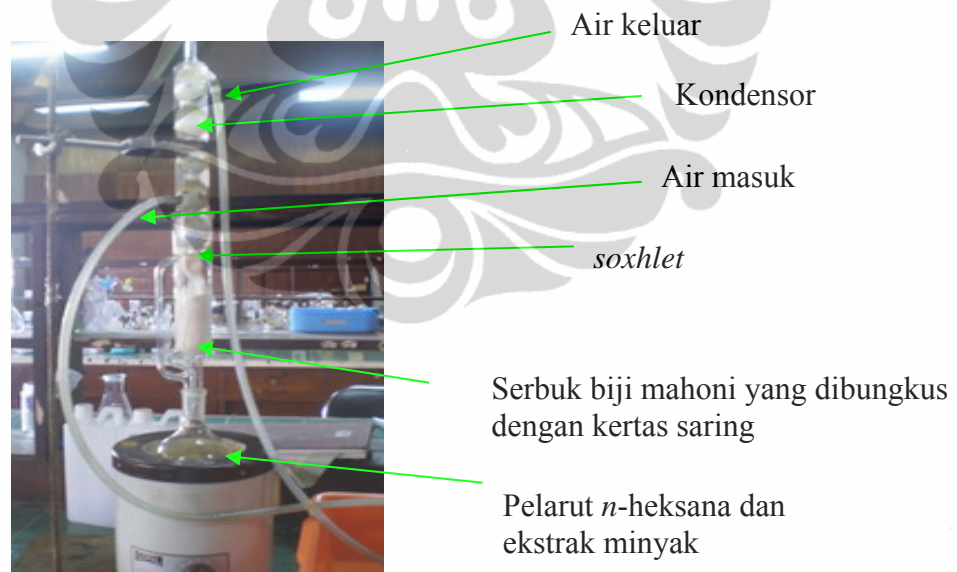 Air keluar
Kondensor
Air masuk
soxhlet
Serbuk biji mahoni yang dibungkus
dengan kertas saring
Pelarut n-heksana dan
ekstrak minyak